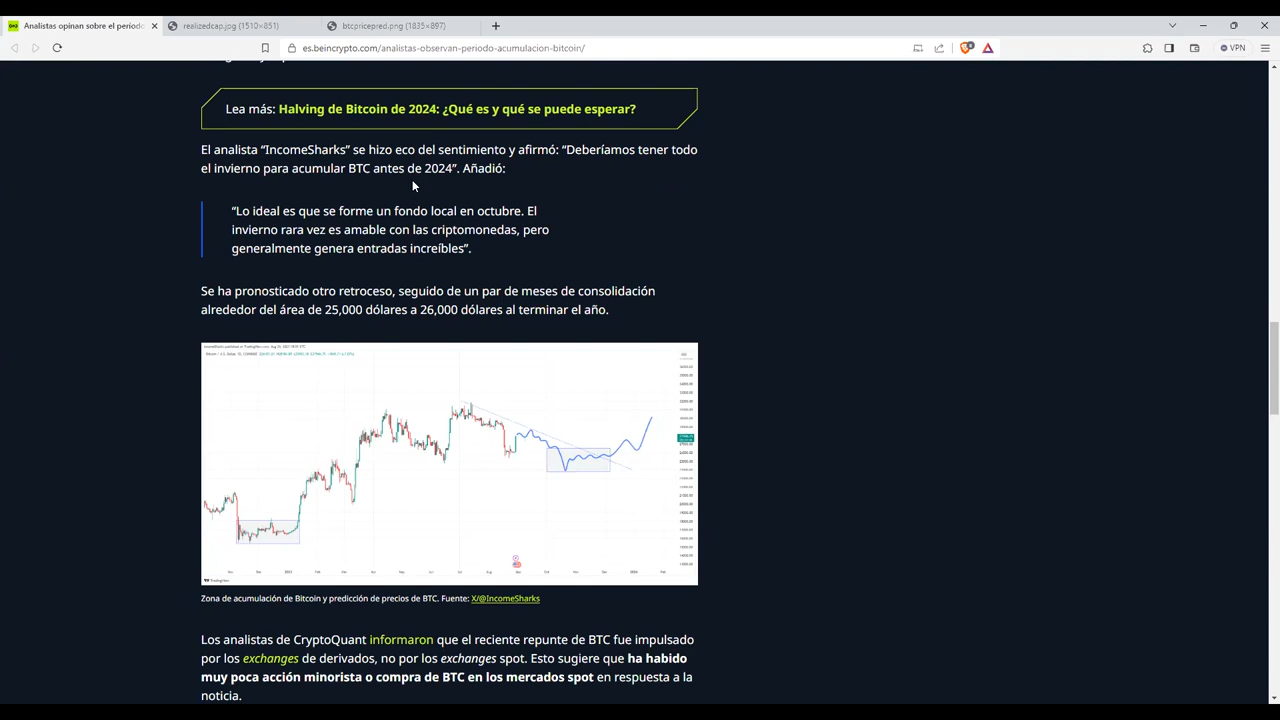 Analistas opinan sobre el periodo
realizedcap.jpg (1510×851)
btcpricepred.png (1835×897)
es.beincrypto.com/analistas-observan-periodo-acumulacion-bitcoin/
VPN
Lea más: Halving de Bitcoin de 2024: ¿Qué es y qué se puede esperar?
El analista “IncomeSharks” se hizo eco del sentimiento y afirmó: “Deberíamos tener todo
el invierno para acumular BTC antes de 2024”. Añadió:
“Lo ideal es que se forme un fondo local en octubre. El
invierno rara vez es amable con las criptomonedas, pero
generalmente genera entradas increíbles”.
Se ha pronosticado otro retroceso, seguido de un par de meses de consolidación
alrededor del área de 25,000 dólares a 26,000 dólares al terminar el año.
TradingView
Zona de acumulación de Bitcoin y predicción de precios de BTC. Fuente: X/@IncomeSharks
Los analistas de CryptoQuant informaron que el reciente repunte de BTC fue impulsado
por los exchanges de derivados, no por los exchanges spot. Esto sugiere que ha habido
muy poca acción minorista o compra de BTC en los mercados spot en respuesta a la
noticia.